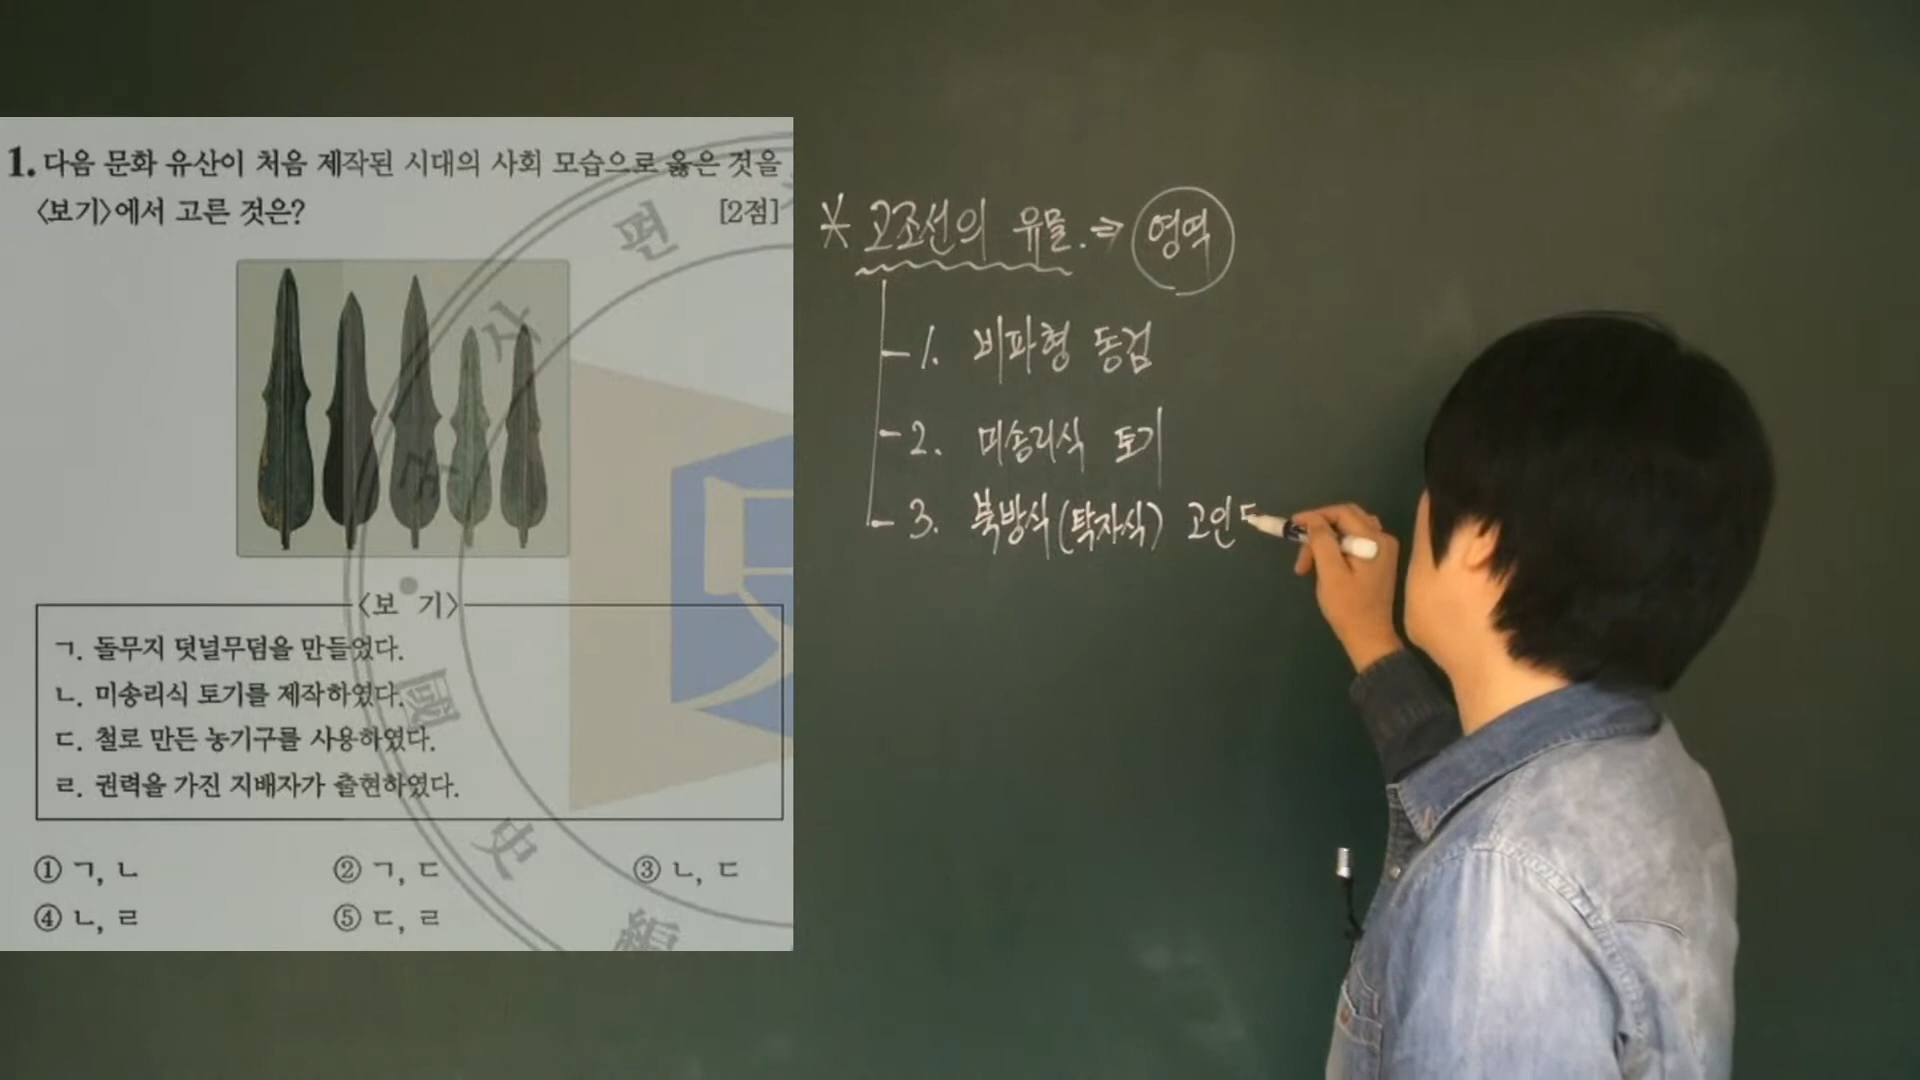 1. 다음 문화 유산이 처음 제작된 시대의 사회 모습으로 옳은 것을
<보기>에서 고른 것은? [2점]
<보 기>
ㄱ. 돌무지 덧널무덤을 만들었다.
ㄴ. 미송리식 토기를 제작하였다.
ㄷ. 철로 만든 농기구를 사용하였다.
ㄹ. 권력을 가진 지배자가 출현하였다.
① ㄱ, ㄴ ② ㄱ, ㄷ ③ ㄴ, ㄷ
④ ㄴ, ㄹ ⑤ ㄷ, ㄹ
편
사
國
史
編
* 고조선의 유물. ⇒ 영역
1. 비파형 동검
2. 미송리식 토기
3. 북방식(탁자식) 고인